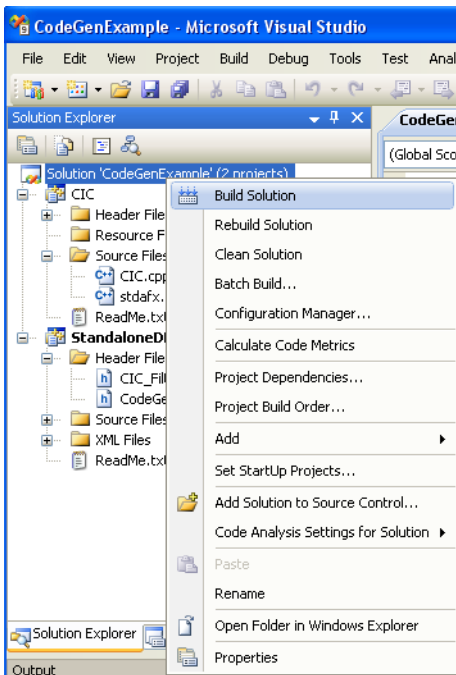 CodeGenExample - Microsoft Visual Studio
File Edit View Project Build Debug Tools Test Anal
Solution Explorer
CodeGe
(Global Sco
Solution 'CodeGenExample' (2 projects)
CIC
Header File
Resource F
Source Files
CIC.cpp
stdafx.
ReadMe.txt
StandaloneD
Header File
CIC_Fil
CodeGe
Source Files
XML Files
ReadMe.txt
Build Solution
Rebuild Solution
Clean Solution
Batch Build...
Configuration Manager...
Calculate Code Metrics
Project Dependencies...
Project Build Order...
Add
Set StartUp Projects...
Add Solution to Source Control...
Code Analysis Settings for Solution
Paste
Rename
Open Folder in Windows Explorer
Properties
Solution Explorer
Output